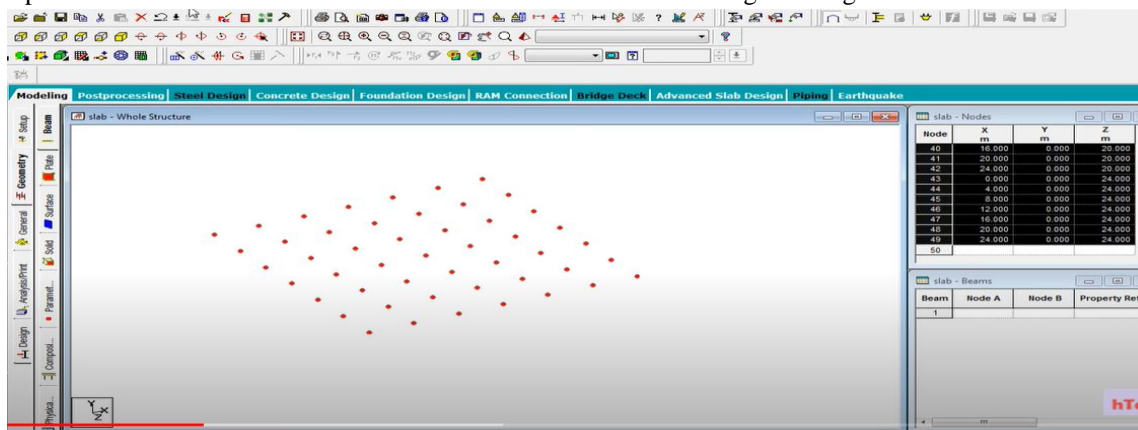 Modeling Postprocessing Steel Design Concrete Design Foundation Design RAM Connection Bridge Deck Advanced Slab Design Piping Earthquake
Setup
Geometry
General
Analysis/Print
Design
Beam
Plate
Surface
Solid
Paramet...
Composi...
Physica...
slab - Whole Structure
Y
X
Z
slab - Nodes
Node X m Y m Z m
40 16.000 0.000 20.000
41 20.000 0.000 20.000
42 24.000 0.000 20.000
43 0.000 0.000 24.000
44 4.000 0.000 24.000
45 8.000 0.000 24.000
46 12.000 0.000 24.000
47 16.000 0.000 24.000
48 20.000 0.000 24.000
49 24.000 0.000 24.000
50
slab - Beams
Beam Node A Node B Property Re
1